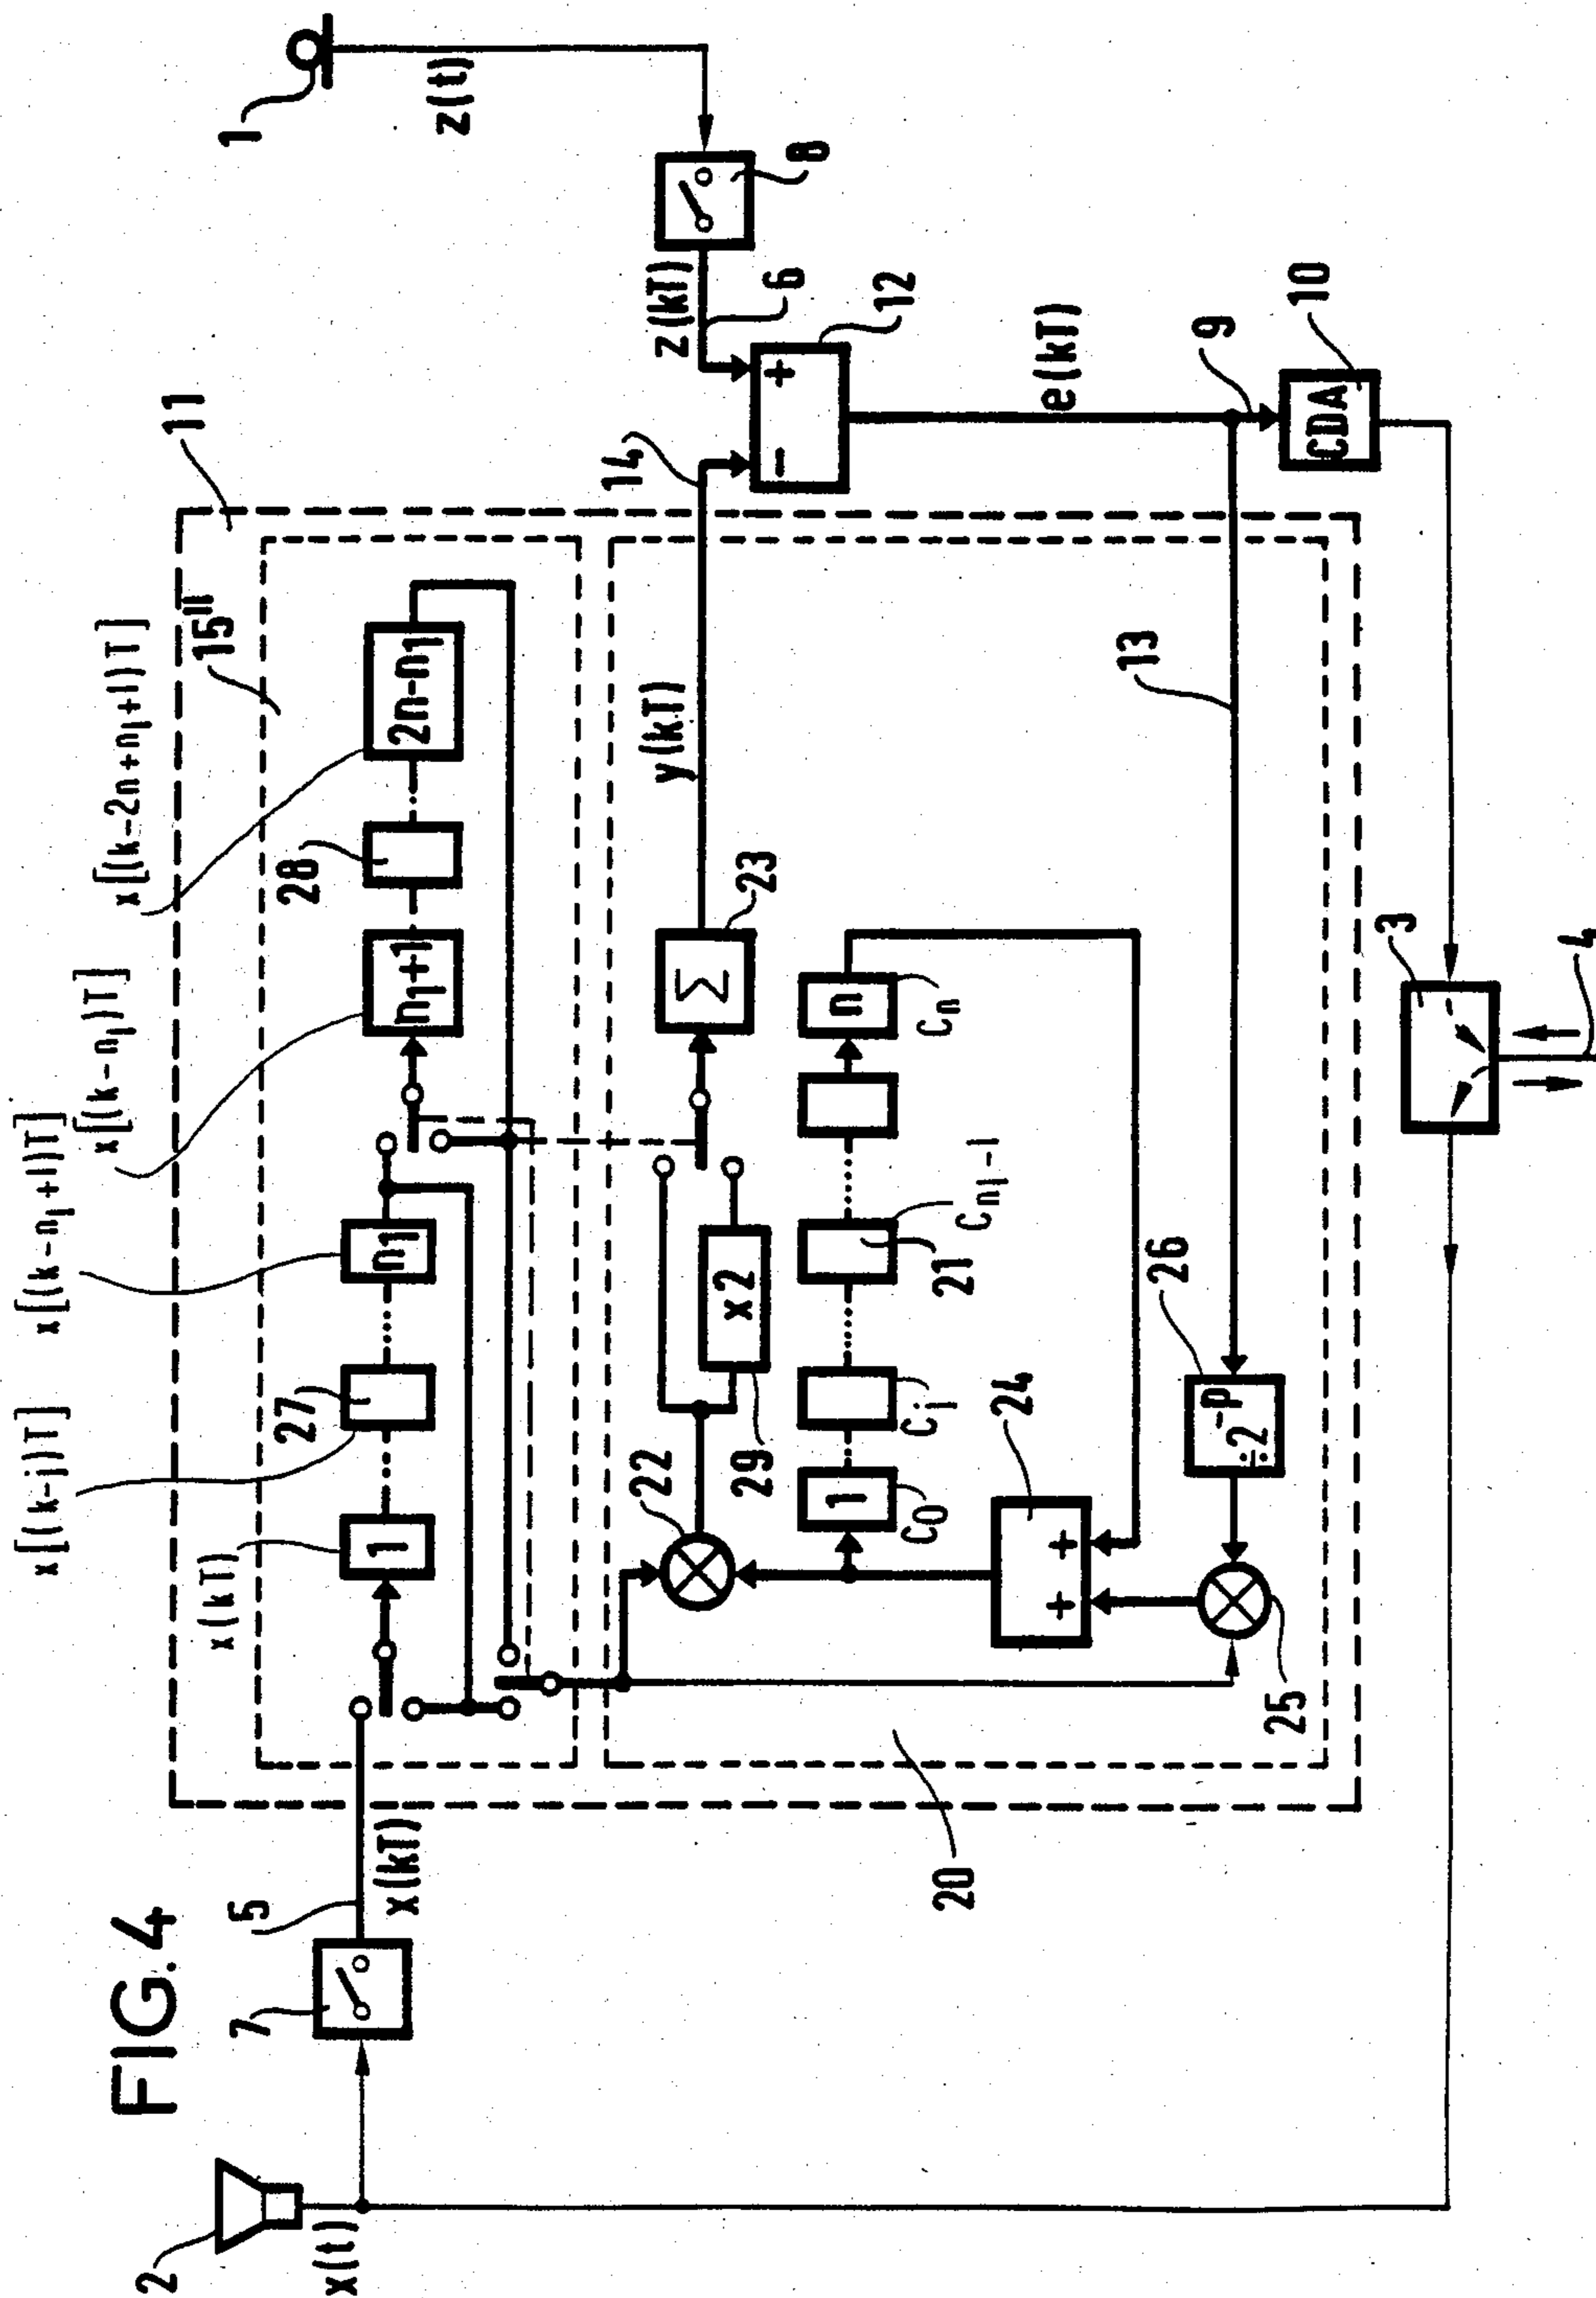 FIG. 4
2
x(t)
7
5
x(kT)
x(kT)
1
x[(k-j)T]
27
x[(k-n₁+1)T]
n₁
x[(k-n₁)T]
n₁+1
28
x[(k-2n+n₁+1)T]
2n-n₁
15"
11
1
z(t)
8
z(kT)
6
14
- +
12
y(kT)
23
Σ
22
x2
29
1
C₀
Cⱼ
21
Cₙ₁₋₁
n
Cₙ
24
+ +
25
26
÷2⁻ᵖ
13
e(kT)
9
CDA
10
20
3
4